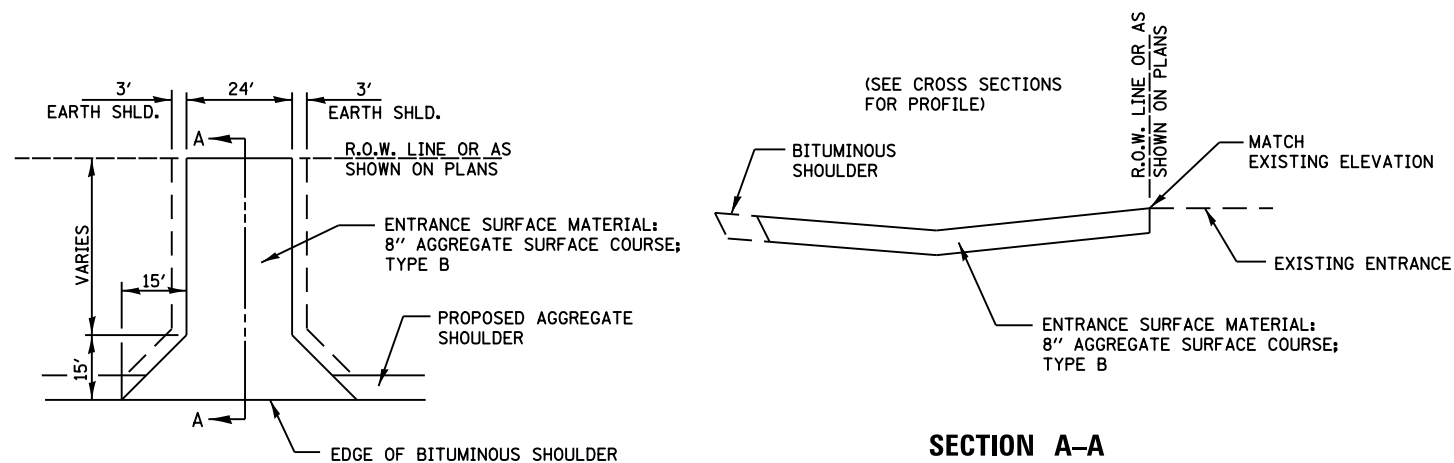 3'
24'
3'
EARTH SHLD.
EARTH SHLD.
A
R.O.W. LINE OR AS
SHOWN ON PLANS
VARIES
ENTRANCE SURFACE MATERIAL:
8" AGGREGATE SURFACE COURSE;
TYPE B
15'
PROPOSED AGGREGATE
SHOULDER
15'
A
EDGE OF BITUMINOUS SHOULDER
(SEE CROSS SECTIONS
FOR PROFILE)
R.O.W. LINE OR AS
SHOWN ON PLANS
BITUMINOUS
SHOULDER
MATCH
EXISTING ELEVATION
EXISTING ENTRANCE
ENTRANCE SURFACE MATERIAL:
8" AGGREGATE SURFACE COURSE;
TYPE B
SECTION A–A